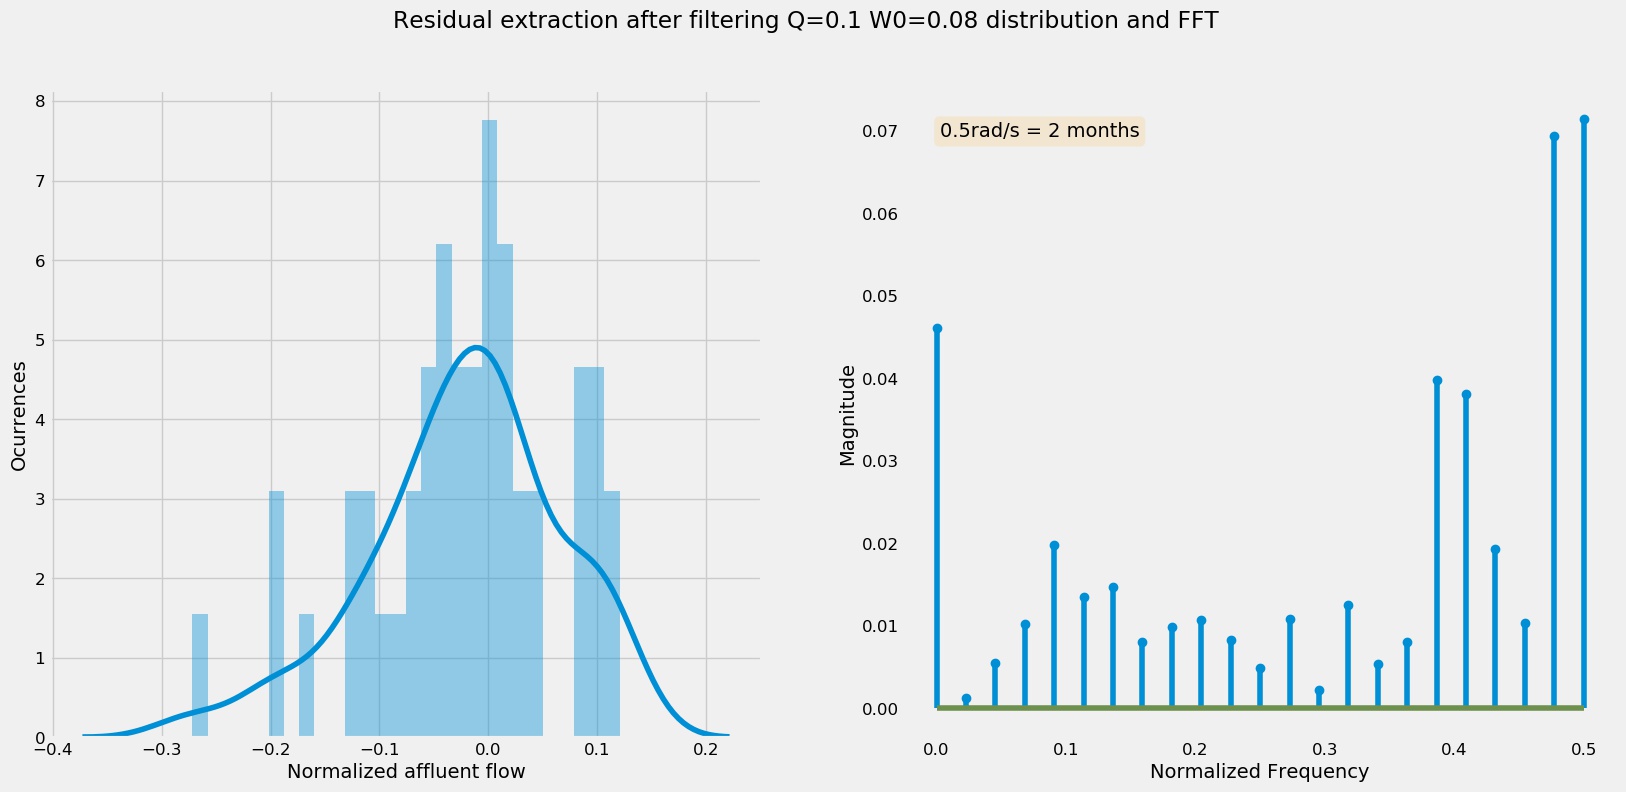 Residual extraction after filtering Q=0.1 W0=0.08 distribution and FFT
8
7
6
5
4
3
2
1
0
Ocurrences
−0.4 −0.3 −0.2 −0.1 0.0 0.1 0.2
Normalized affluent flow
0.5rad/s = 2 months
0.07
0.06
0.05
0.04
0.03
0.02
0.01
0.00
Magnitude
0.0 0.1 0.2 0.3 0.4 0.5
Normalized Frequency